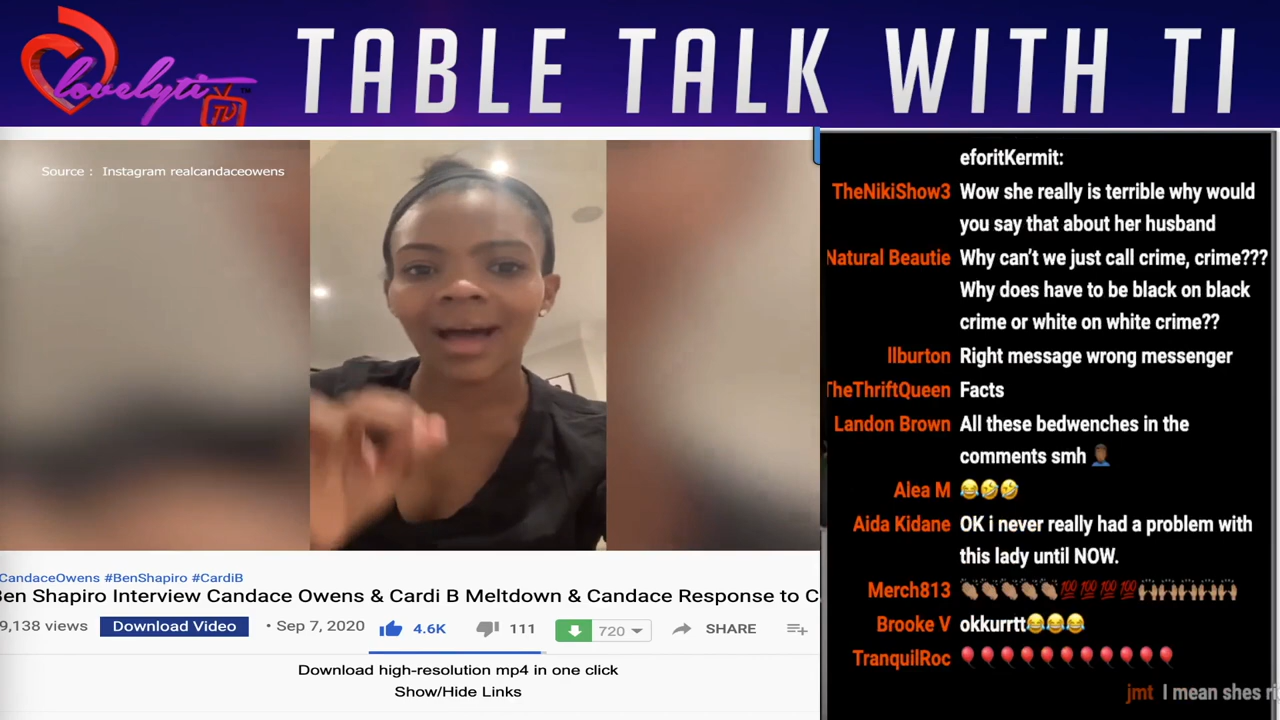 lovelyti TV™
TABLE TALK WITH TI
Source : Instagram realcandaceowens
eforitKermit:
TheNikiShow3 Wow she really is terrible why would
you say that about her husband
Natural Beautie Why can't we just call crime, crime???
Why does have to be black on black
crime or white on white crime??
llburton Right message wrong messenger
TheThriftQueen Facts
Landon Brown All these bedwenches in the
comments smh 🤦🏾‍♂️
Alea M 😂🤣🤣
Aida Kidane OK i never really had a problem with
this lady until NOW.
Merch813 👏🏽👏🏽👏🏽👏🏽👏🏽💯💯💯💯🙌🏽🙌🏽🙌🏽🙌🏽🙌🏽
Brooke V okkurrtt😂😂😂
TranquilRoc 🎈🎈🎈🎈🎈🎈🎈🎈🎈🎈🎈
jmt I mean shes ri
CandaceOwens #BenShapiro #CardiB
en Shapiro Interview Candace Owens & Cardi B Meltdown & Candace Response to C
9,138 views Download Video • Sep 7, 2020 4.6K 111 720 SHARE
Download high-resolution mp4 in one click
Show/Hide Links